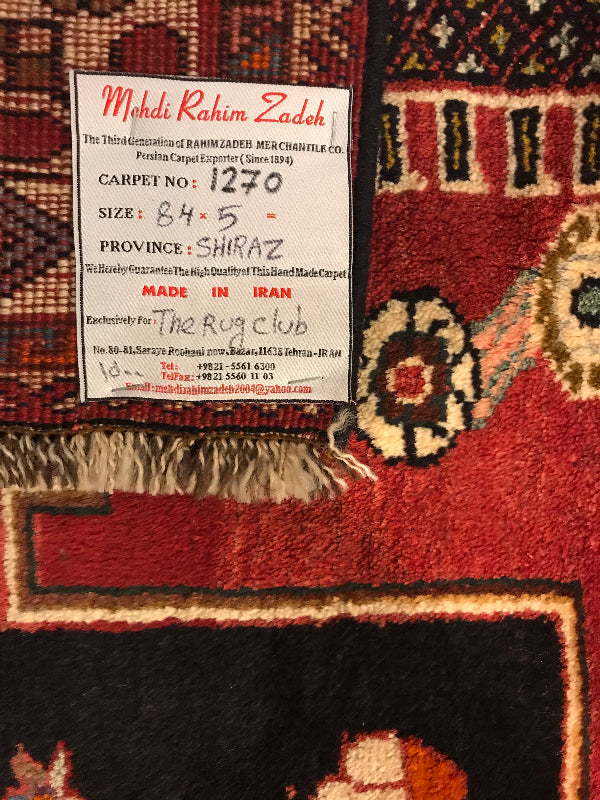 Mehdi Rahim Zadeh
The Third Generation of RAHIMZADEH MERCHANTILE CO.
Persian Carpet Exporter ( Since 1894)
CARPET NO : 1270
SIZE : 84 × 5 =
PROVINCE : SHIRAZ
We Hereby Guarantee The High Quality of This Hand Made Carpet
MADE IN IRAN
Exclusively For : The Rug Club
No. 80-81, Saraye Roohani now, Bazar, 11638 Tehran - IRAN
Tel : +9821 - 5561 6300
TelFax : +9821 5560 11 03
Email : mehdirahimzadeh2004@yahoo.com